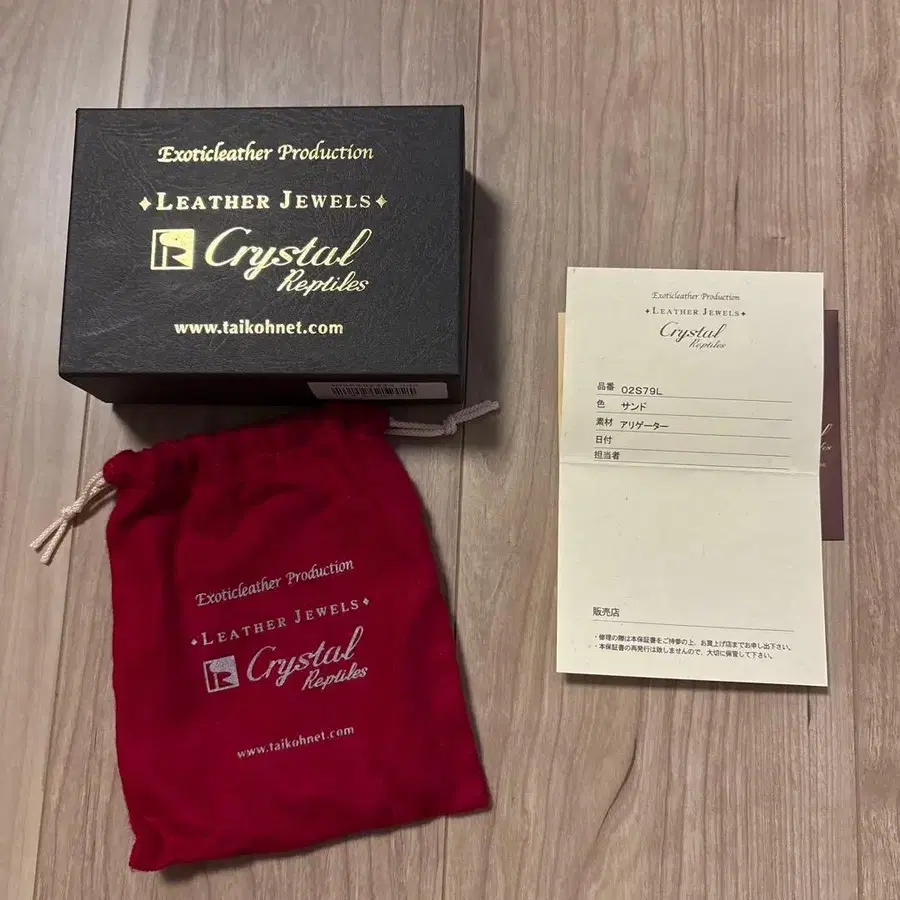 Exoticleather Production
LEATHER JEWELS
R Crystal
Reptiles
www.taikohnet.com
Exoticleather Production
LEATHER JEWELS
R Crystal
Reptiles
www.taikohnet.com
Exoticleather Production
LEATHER JEWELS
Crystal
Reptiles
品番 02S79L
色 サンド
素材 アリゲーター
日付
担当者
販売店
・修理の際は本保証書をご持参の上、お買上げ店までお申し出下さい。
・本保証書の再発行は致しませんので、大切に保管して下さい。